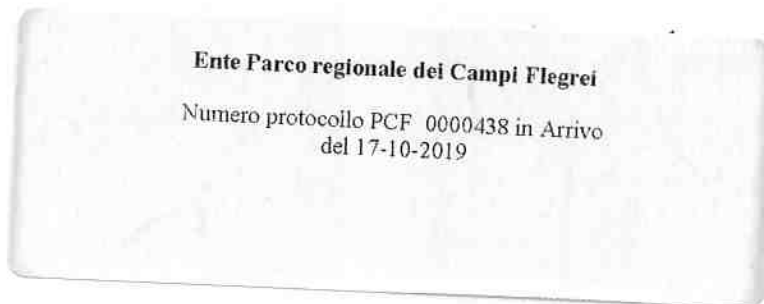 Ente Parco regionale dei Campi Flegrei
Numero protocollo PCF 0000438 in Arrivo
del 17-10-2019